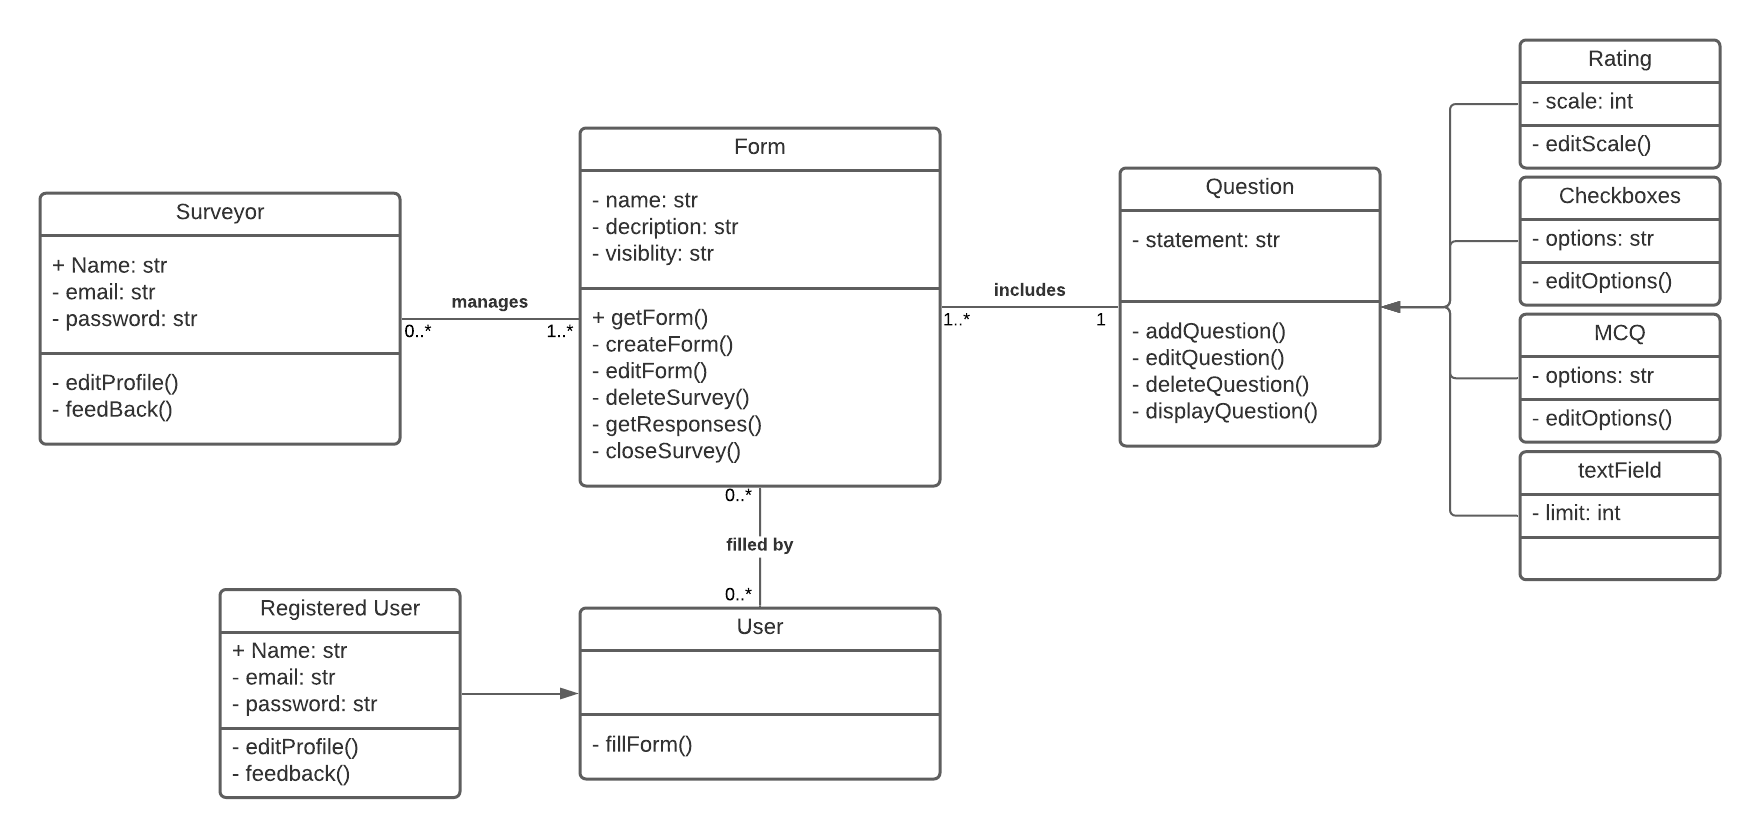 Surveyor
+ Name: str
- email: str
- password: str
- editProfile()
- feedBack()
manages
0..*
1..*
Form
- name: str
- decription: str
- visiblity: str
+ getForm()
- createForm()
- editForm()
- deleteSurvey()
- getResponses()
- closeSurvey()
includes
1..*
1
Question
- statement: str
- addQuestion()
- editQuestion()
- deleteQuestion()
- displayQuestion()
Rating
- scale: int
- editScale()
Checkboxes
- options: str
- editOptions()
MCQ
- options: str
- editOptions()
textField
- limit: int
0..*
filled by
0..*
Registered User
+ Name: str
- email: str
- password: str
- editProfile()
- feedback()
User
- fillForm()